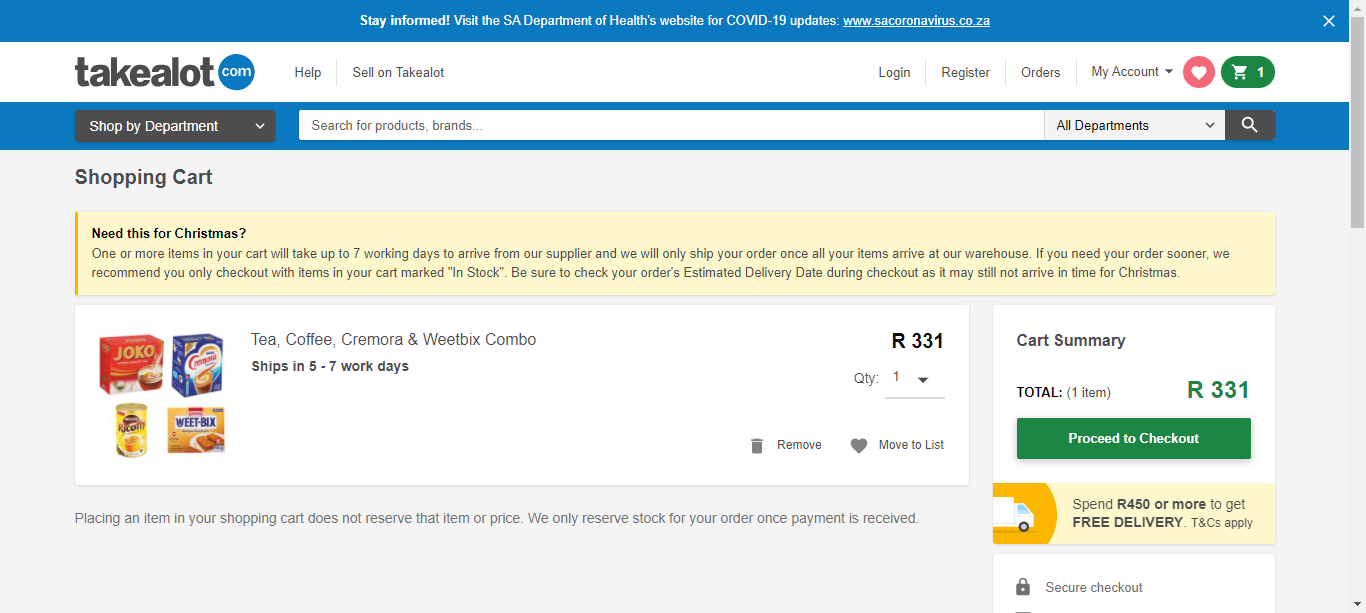 Stay informed! Visit the SA Department of Health's website for COVID-19 updates: www.sacoronavirus.co.za
takealot com
Help
Sell on Takealot
Login
Register
Orders
My Account
1
Shop by Department
Search for products, brands...
All Departments
Shopping Cart
Need this for Christmas?
One or more items in your cart will take up to 7 working days to arrive from our supplier and we will only ship your order once all your items arrive at our warehouse. If you need your order sooner, we
recommend you only checkout with items in your cart marked "In Stock". Be sure to check your order's Estimated Delivery Date during checkout as it may still not arrive in time for Christmas.
JOKO
Cremora
Ricoffy
WEET-BIX
Tea, Coffee, Cremora & Weetbix Combo
Ships in 5 - 7 work days
R 331
Qty: 1
Remove
Move to List
Placing an item in your shopping cart does not reserve that item or price. We only reserve stock for your order once payment is received.
Cart Summary
TOTAL: (1 item) R 331
Proceed to Checkout
Spend R450 or more to get
FREE DELIVERY. T&Cs apply
Secure checkout